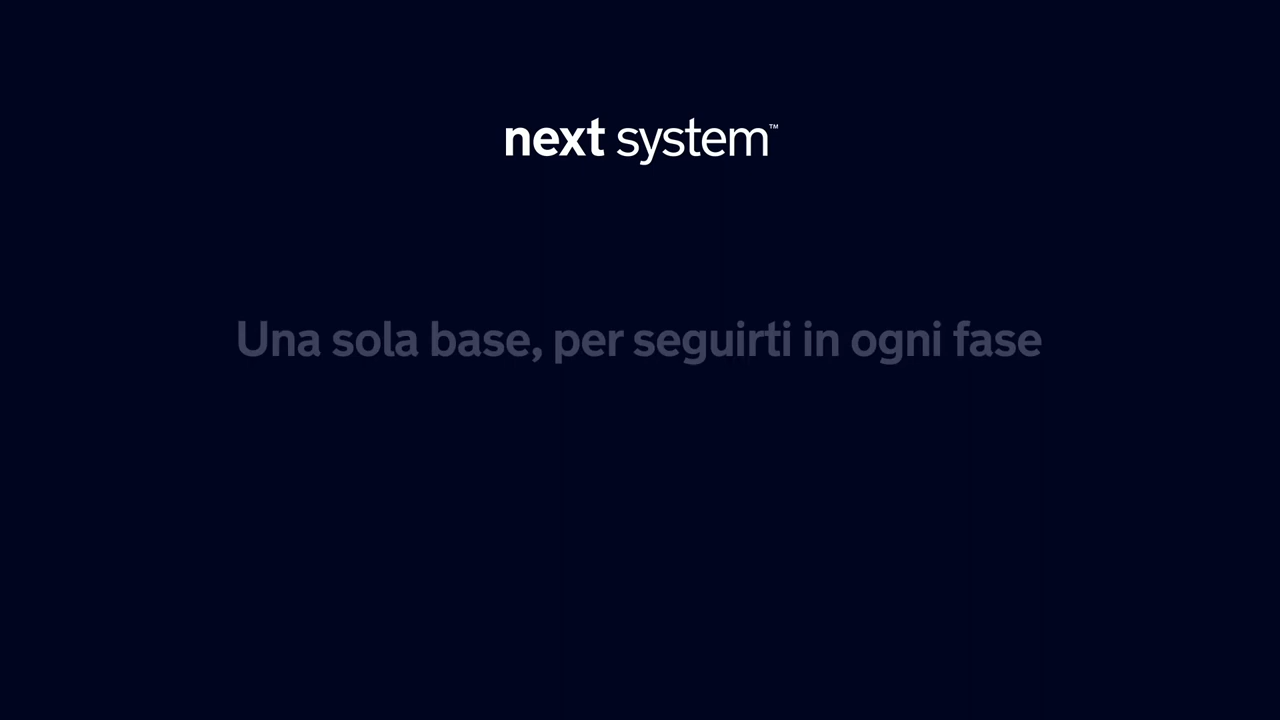 next system™
Una sola base, per seguirti in ogni fase